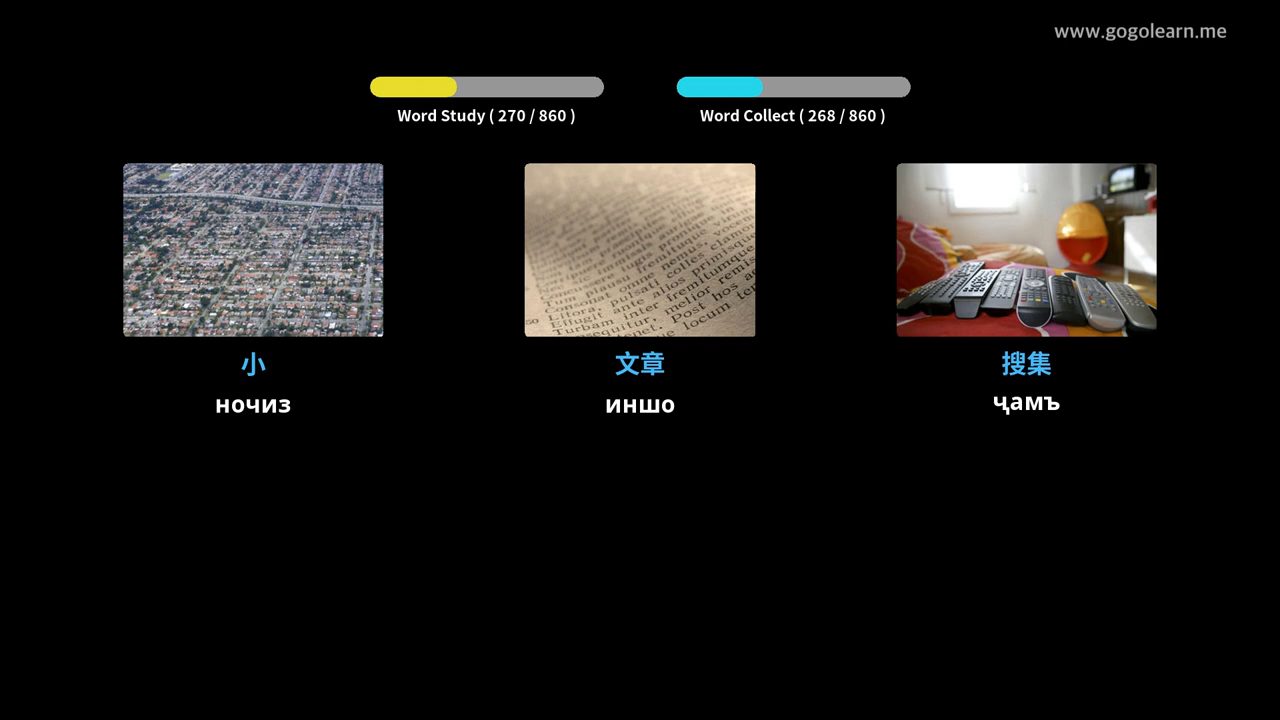 www.gogolearn.me
Word Study ( 270 / 860 )
Word Collect ( 268 / 860 )
小
文章
搜集
ночиз
иншо
ҷамъ